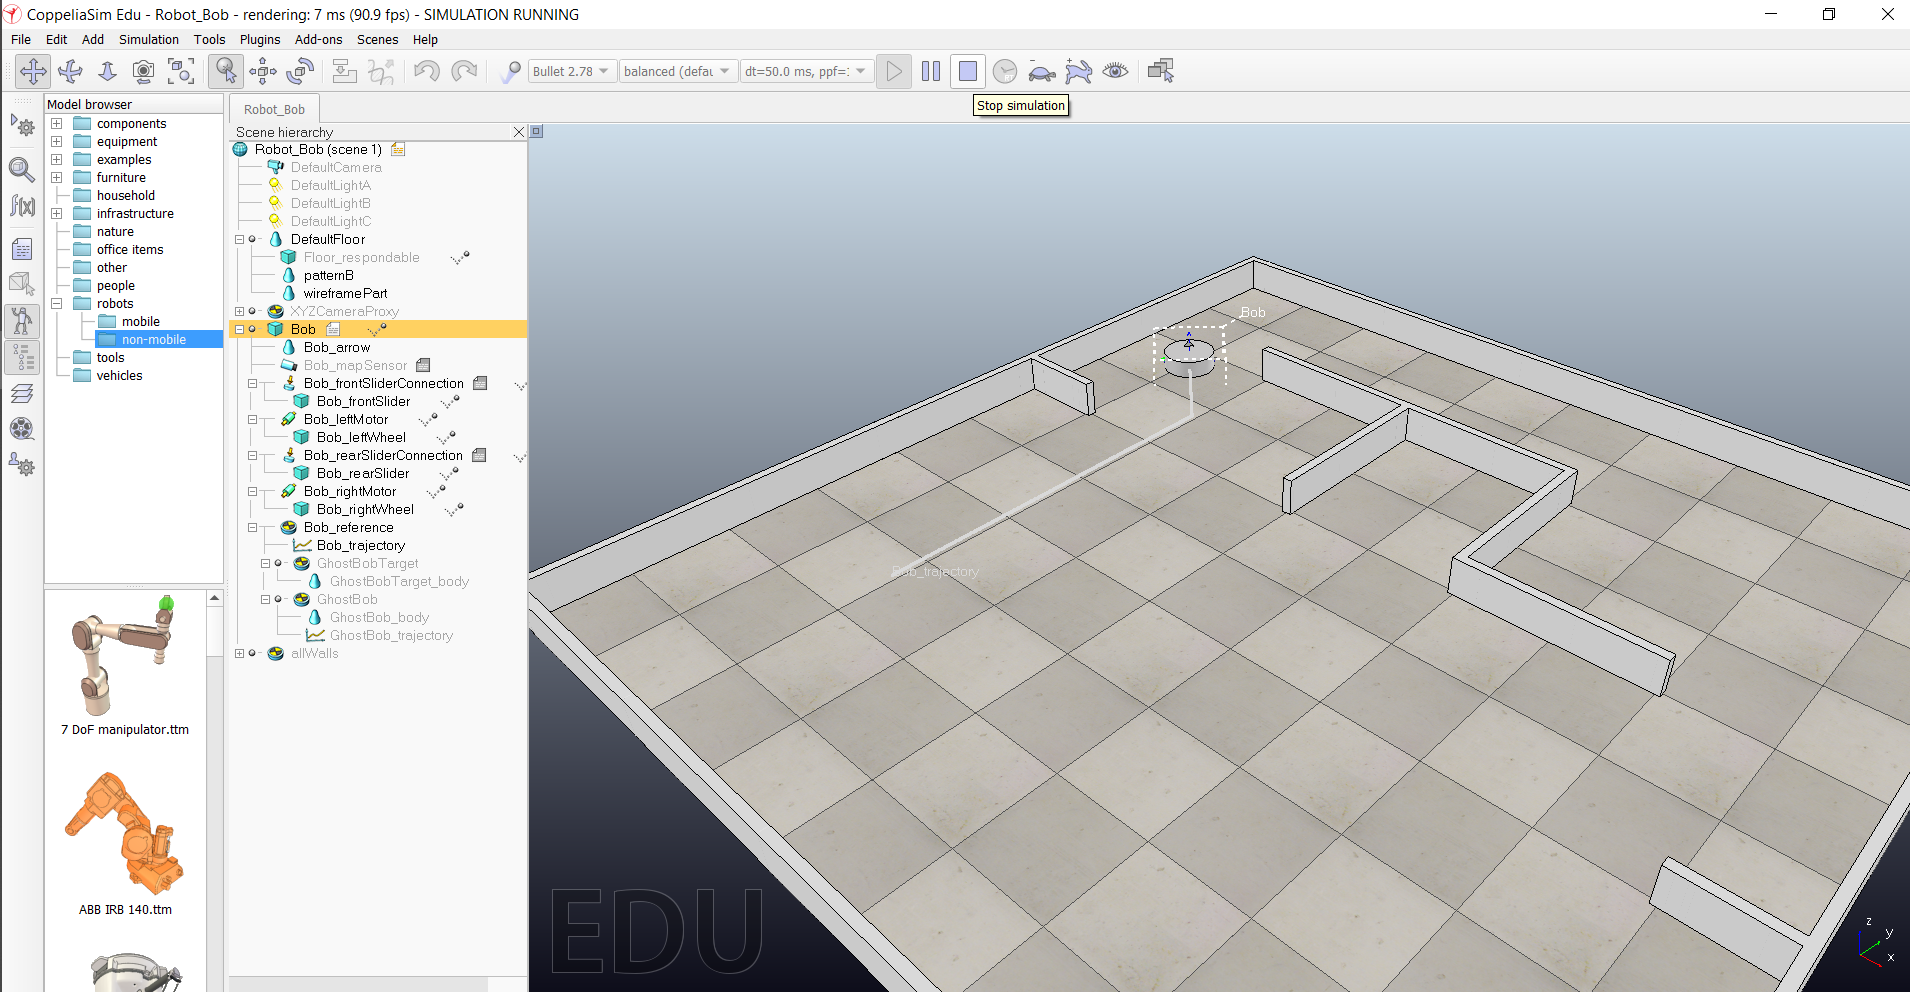 CoppeliaSim Edu - Robot_Bob - rendering: 7 ms (90.9 fps) - SIMULATION RUNNING
File Edit Add Simulation Tools Plugins Add-ons Scenes Help
Bullet 2.78 balanced (defau dt=50.0 ms, ppf=:
Stop simulation
Model browser
components
equipment
examples
furniture
household
infrastructure
nature
office items
other
people
robots
mobile
non-mobile
tools
vehicles
7 DoF manipulator.ttm
ABB IRB 140.ttm
Robot_Bob
Scene hierarchy
Robot_Bob (scene 1)
DefaultCamera
DefaultLightA
DefaultLightB
DefaultLightC
DefaultFloor
Floor_respondable
patternB
wireframePart
XYZCameraProxy
Bob
Bob_arrow
Bob_mapSensor
Bob_frontSliderConnection
Bob_frontSlider
Bob_leftMotor
Bob_leftWheel
Bob_rearSliderConnection
Bob_rearSlider
Bob_rightMotor
Bob_rightWheel
Bob_reference
Bob_trajectory
GhostBobTarget
GhostBobTarget_body
GhostBob
GhostBob_body
GhostBob_trajectory
allWalls
f(x)
Bob
Bob_trajectory
EDU
z
y
x